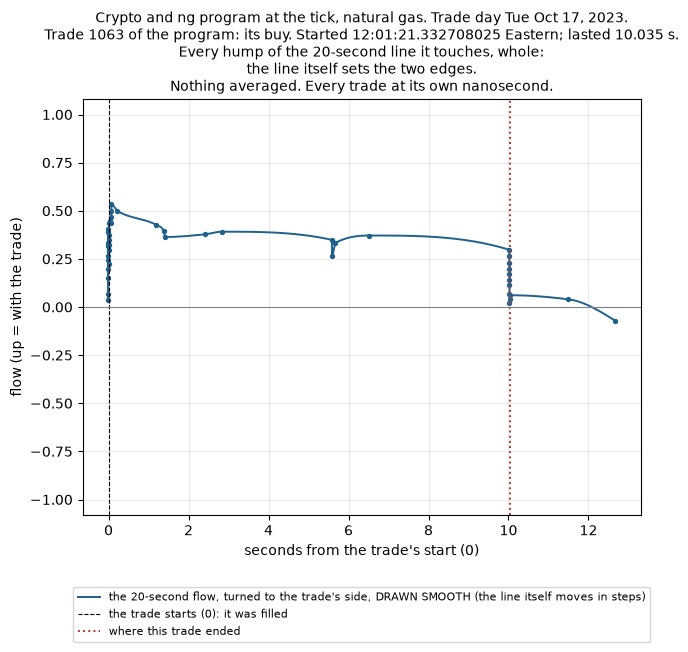 Crypto and ng program at the tick, natural gas. Trade day Tue Oct 17, 2023.
Trade 1063 of the program: its buy. Started 12:01:21.332708025 Eastern; lasted 10.035 s.
Every hump of the 20-second line it touches, whole:
the line itself sets the two edges.
Nothing averaged. Every trade at its own nanosecond.
1.00
0.75
0.50
0.25
0.00
−0.25
−0.50
−0.75
−1.00
flow (up = with the trade)
0 2 4 6 8 10 12
seconds from the trade's start (0)
the 20-second flow, turned to the trade's side, DRAWN SMOOTH (the line itself moves in steps)
the trade starts (0): it was filled
where this trade ended